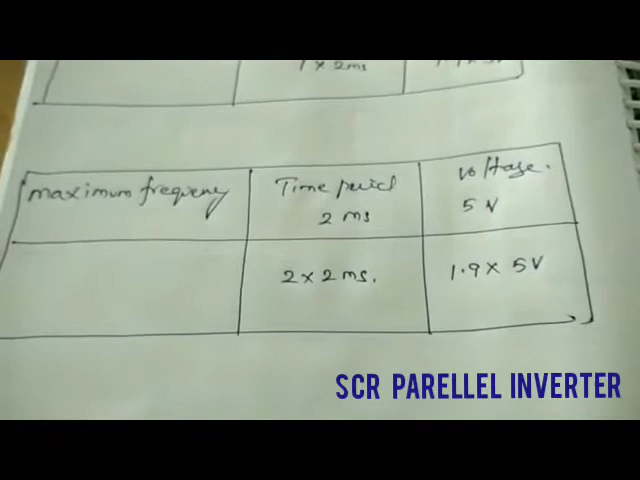 1 x 2ms
maximum frequency Time period voltage.
2 ms 5 V
2 x 2 ms. 1.9 x 5V
SCR PARELLEL INVERTER